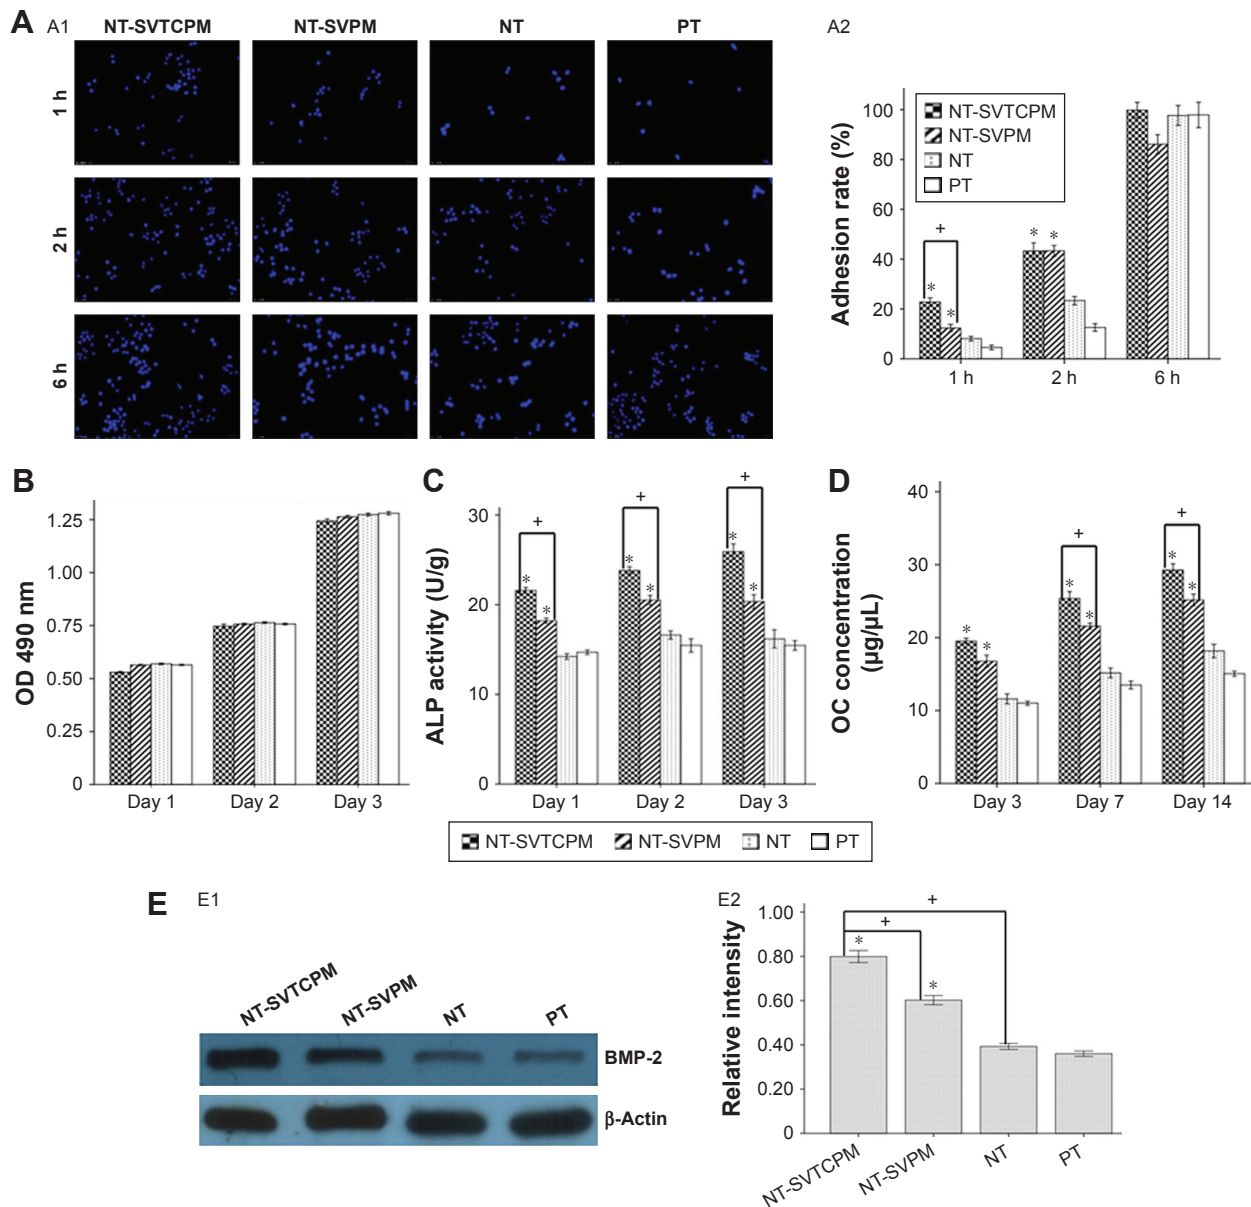 A A1 NT-SVTCPM NT-SVPM NT PT
1 h
2 h
6 h
A2
Adhesion rate (%)
100
80
60
40
20
0
NT-SVTCPM
NT-SVPM
NT
PT
+
* *
* *
1 h 2 h 6 h
B
OD 490 nm
1.25
1.00
0.75
0.50
0.25
0
Day 1 Day 2 Day 3
C
ALP activity (U/g)
30
20
10
0
+ + +
* * * * * *
Day 1 Day 2 Day 3
D
OC concentration
(µg/µL)
40
30
20
10
0
+ +
* * * * * *
Day 3 Day 7 Day 14
NT-SVTCPM NT-SVPM NT PT
E E1
NT-SVTCPM NT-SVPM NT PT
BMP-2
β-Actin
E2
Relative intensity
1.00
0.80
0.60
0.40
0.20
0
+
+
*
*
NT-SVTCPM NT-SVPM NT PT